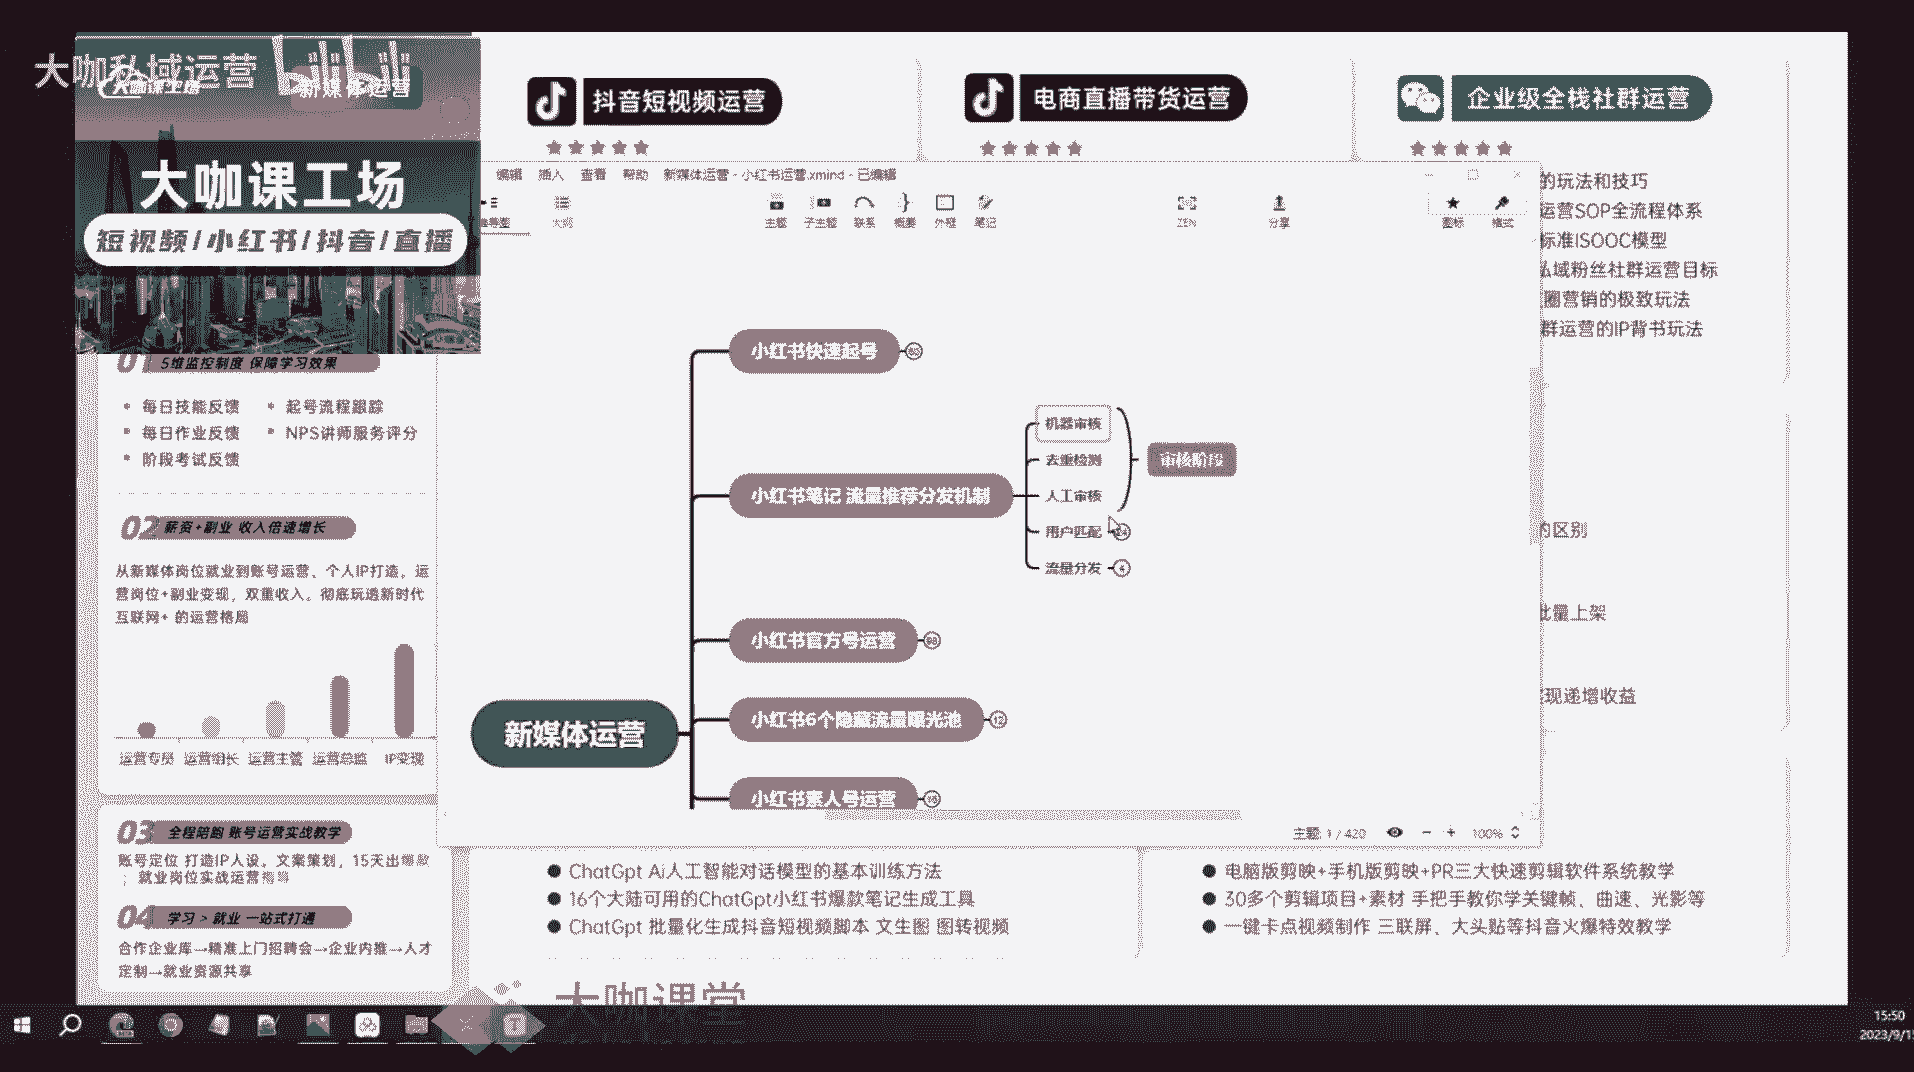 大咖私域运营
bilibili
新媒体运营
大咖课工场
短视频/小红书/抖音/直播
抖音短视频运营
电商直播带货运营
企业级全栈社群运营
01 5维监控制度 保障学习效果
• 每日技能反馈 • 起号流程跟踪
• 每日作业反馈 • NPS讲师服务评分
• 阶段考试反馈
02 薪资+副业 收入倍速增长
从新媒体岗位就业到账号运营、个人IP打造，运
营岗位+副业变现，双重收入。彻底玩透新时代
互联网+ 的运营格局
运营专员 运营组长 运营主管 运营总监 IP变现
03 全程陪跑 账号运营实战教学
账号定位 打造IP人设，文案策划，15天出爆款
；就业岗位实战运营指导
04 学习 > 就业 一站式打通
合作企业库→精准上门招聘会→企业内推→人才
定制→就业资源共享
编辑 插入 查看 帮助 新媒体运营 - 小红书运营.xmind - 已编辑
大纲 主题 子主题 联系 概要 外框 笔记 ZEN 分享 图标 格式
小红书快速起号
小红书笔记 流量推荐分发机制
机器审核
去重检测
人工审核
用户匹配
流量分发 4
审核阶段
小红书官方号运营
小红书6个隐藏流量曝光池 12
小红书素人号运营
新媒体运营
主题: 1 / 420 100%
的玩法和技巧
运营SOP全流程体系
标准ISOOC模型
私域粉丝社群运营目标
圈营销的极致玩法
群运营的IP背书玩法
的区别
批量上架
现递增收益
● ChatGpt Ai人工智能对话模型的基本训练方法
● 16个大陆可用的ChatGpt小红书爆款笔记生成工具
● ChatGpt 批量化生成抖音短视频脚本 文生图 图转视频
● 电脑版剪映+手机版剪映+PR三大快速剪辑软件系统教学
● 30多个剪辑项目+素材 手把手教你学关键帧、曲速、光影等
● 一键卡点视频制作 三联屏、大头贴等抖音火爆特效教学
大咖课堂
15:50
2023/9/1